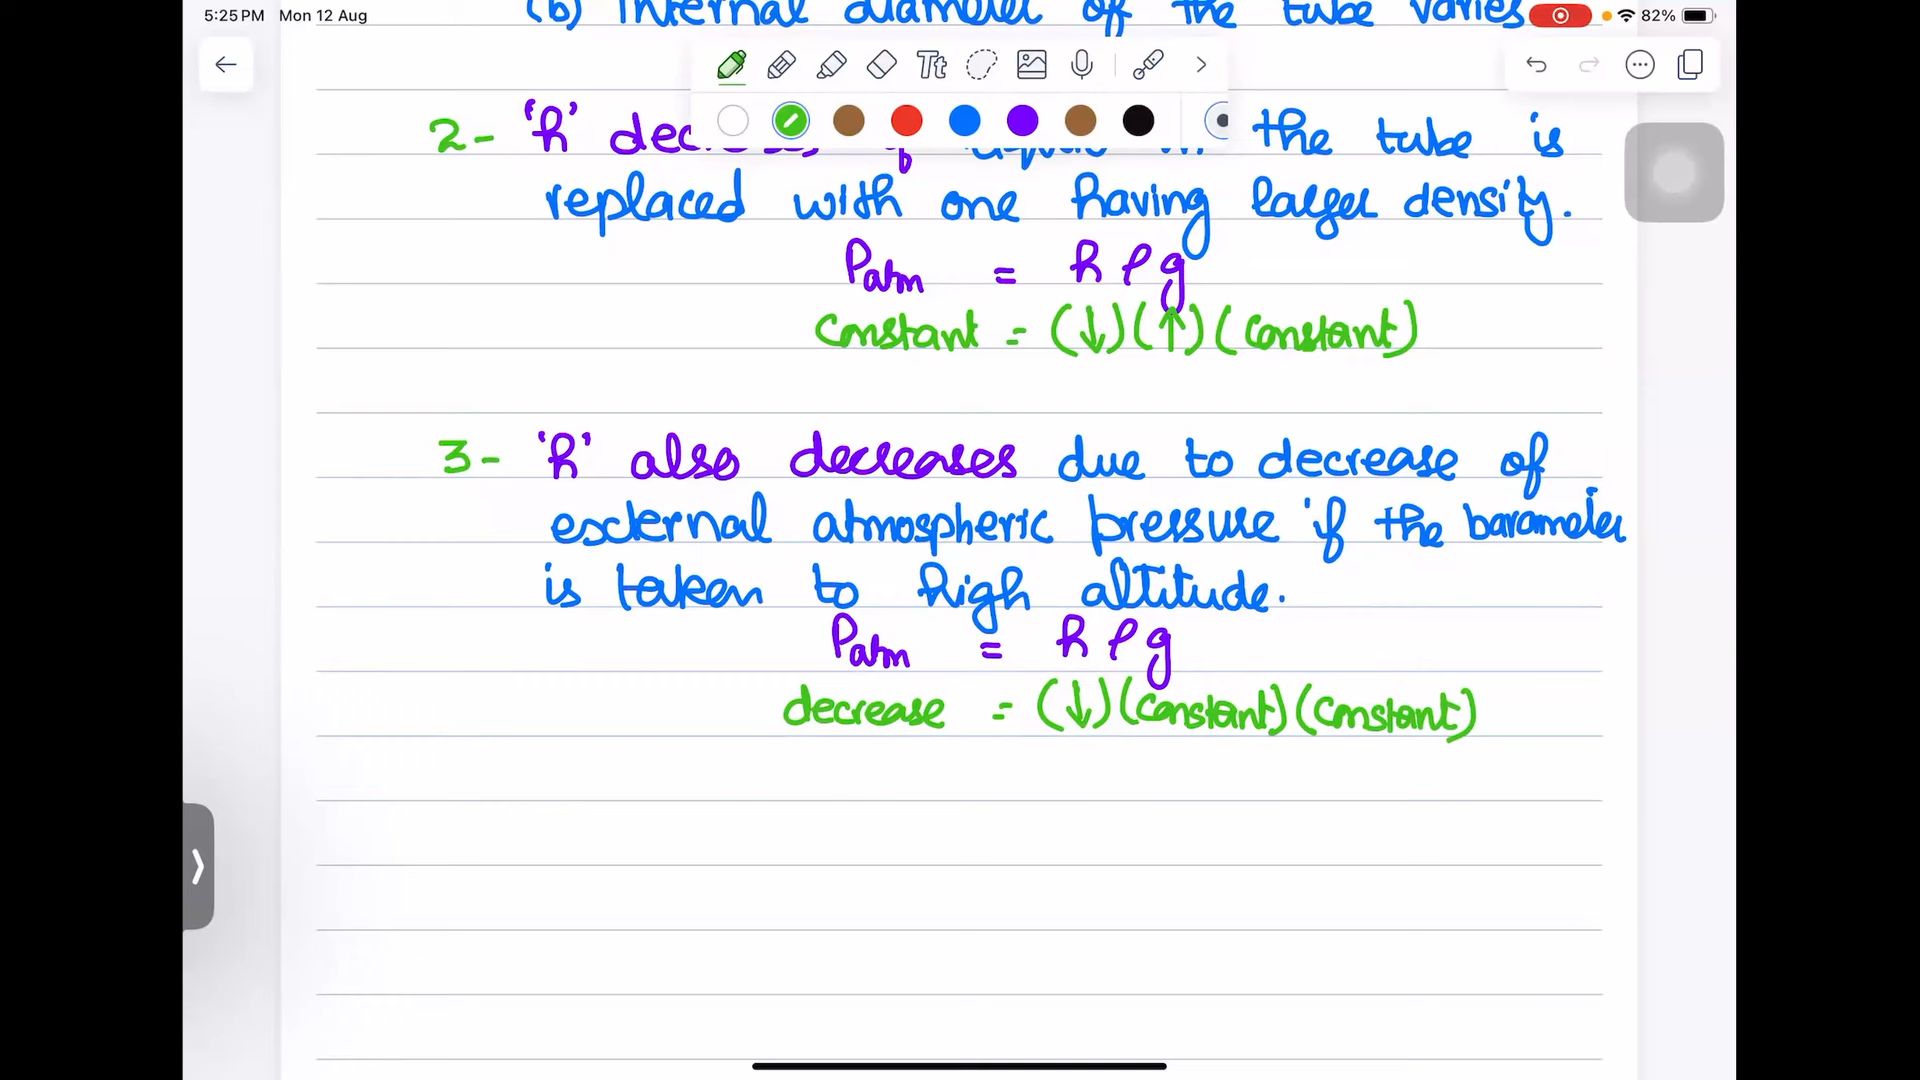 5:25 PM Mon 12 Aug
82%
(b) Internal diameter of the tube varies
Tt
2- 'h' the tube is
replaced with one having larger density.
Patm = h ρ g
Constant = (↓)(↑)(Constant)
3- 'h' also decreases due to decrease of
external atmospheric pressure if the barometer
is taken to high altitude.
Patm = h ρ g
decrease = (↓)(Constant)(Constant)